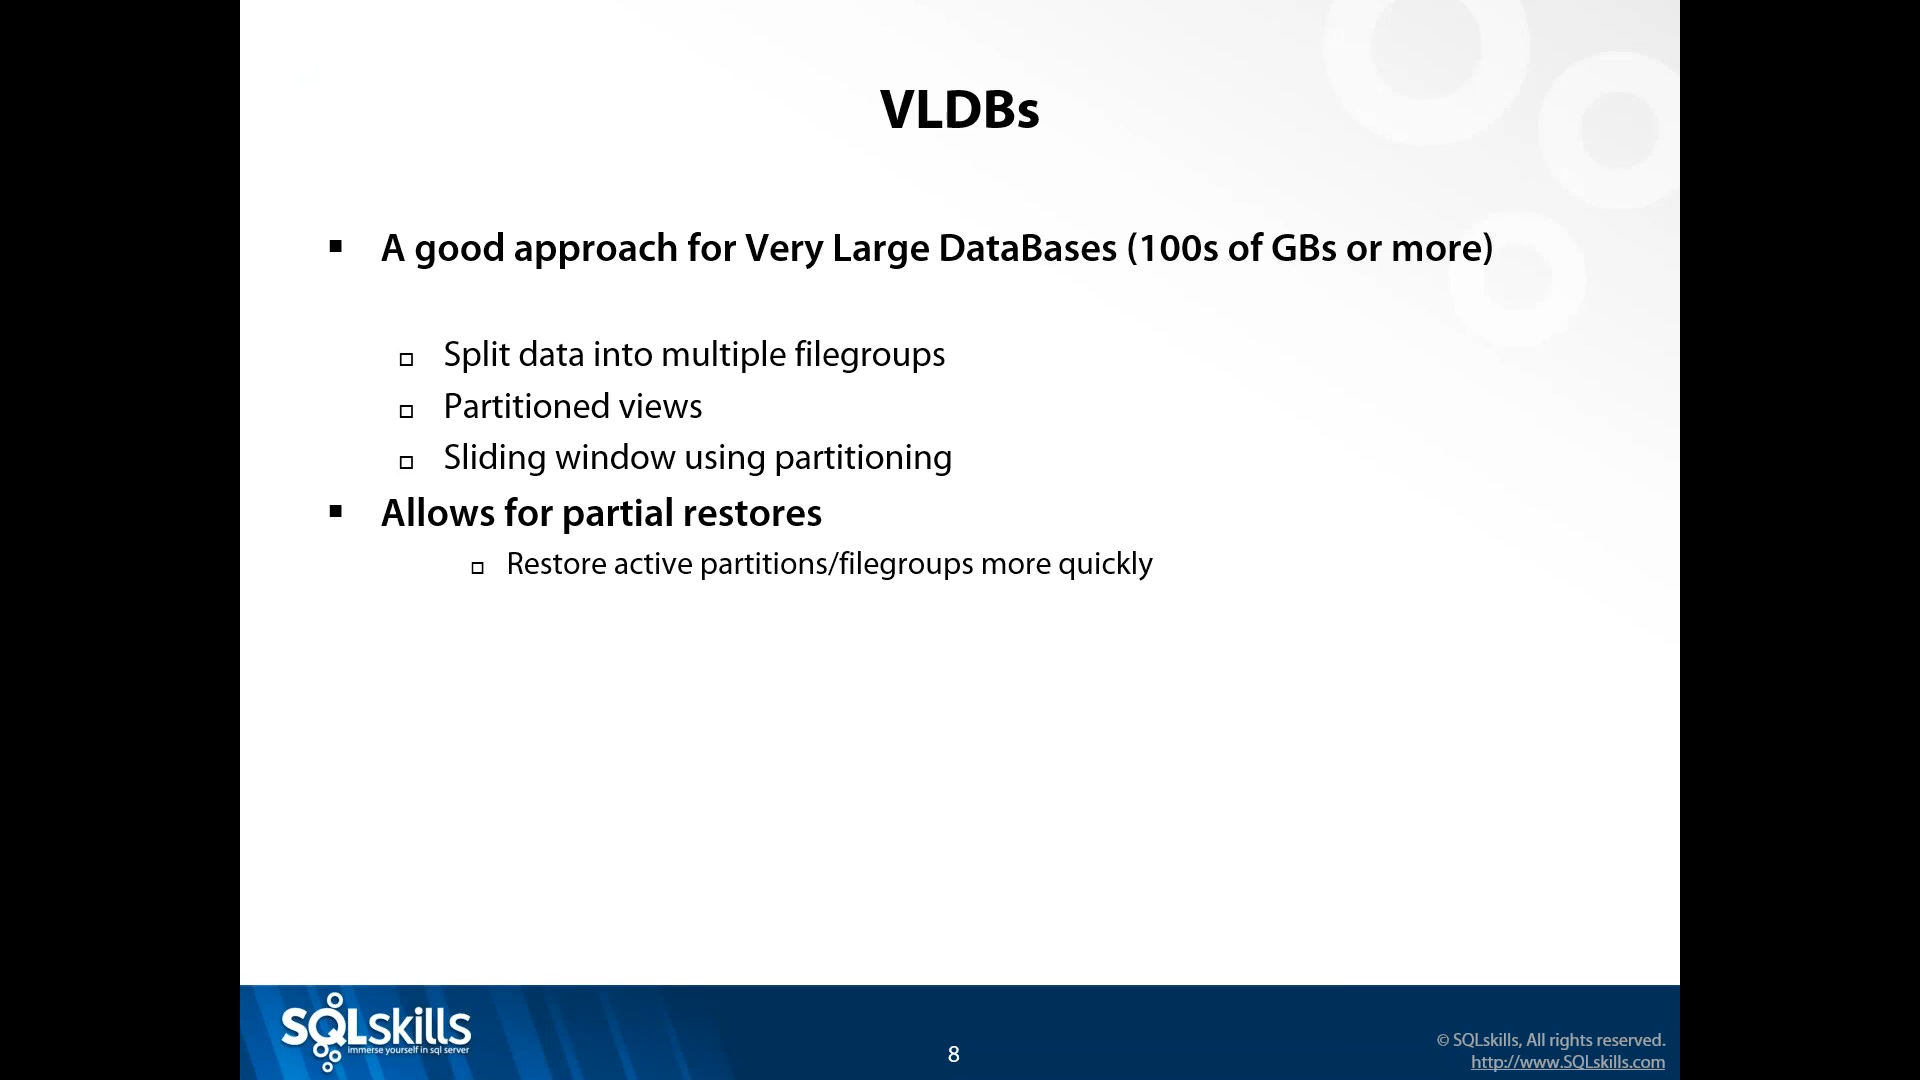 VLDBs
A good approach for Very Large DataBases (100s of GBs or more)
Split data into multiple filegroups
Partitioned views
Sliding window using partitioning
Allows for partial restores
Restore active partitions/filegroups more quickly
SQLskills
immerse yourself in sql server
8
© SQLskills, All rights reserved.
http://www.SQLskills.com